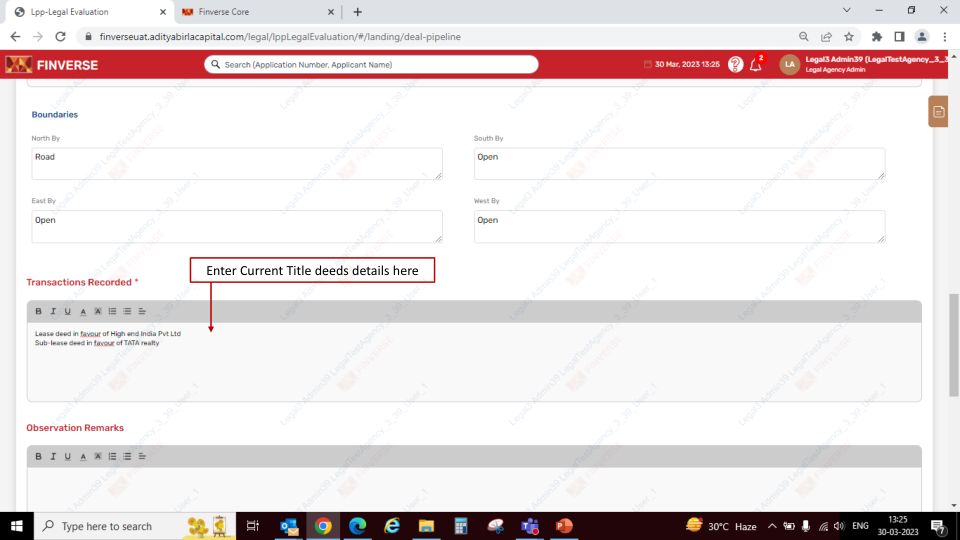 Lpp-Legal Evaluation
Finverse Core
finverseuat.adityabirlacapital.com/legal/lppLegalEvaluation/#/landing/deal-pipeline
FINVERSE
Search (Application Number, Applicant Name)
30 Mar, 2023 13:25
2
LA
Legal3 Admin39 (LegalTestAgency_3_3
Legal Agency Admin
Boundaries
North By
South By
Road
Open
East By
West By
Open
Open
Enter Current Title deeds details here
Transactions Recorded *
B I U A
Lease deed in favour of High end India Pvt Ltd
Sub-lease deed in favour of TATA realty
Observation Remarks
B I U A
Legal3 Admin39 LegalTestAgency_3_39_User_1
FINVERSE
Type here to search
30°C Haze
ENG
13:25
30-03-2023